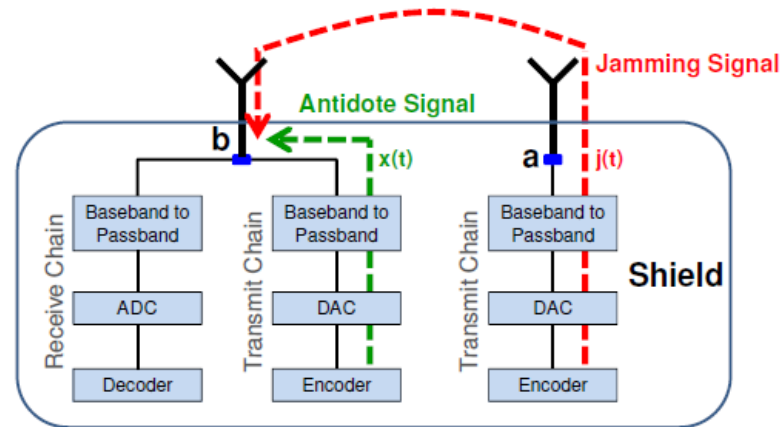 Jamming Signal
Antidote Signal
b
x(t)
a
j(t)
Receive Chain
Baseband to
Passband
ADC
Decoder
Transmit Chain
Baseband to
Passband
DAC
Encoder
Transmit Chain
Baseband to
Passband
DAC
Encoder
Shield